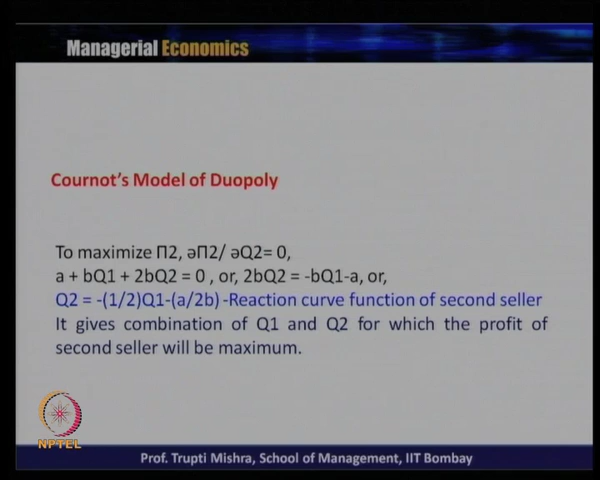 Managerial Economics
Cournot's Model of Duopoly
To maximize Π2, ∂Π2/ ∂Q2= 0,
a + bQ1 + 2bQ2 = 0 , or, 2bQ2 = -bQ1-a, or,
Q2 = -(1/2)Q1-(a/2b) -Reaction curve function of second seller
It gives combination of Q1 and Q2 for which the profit of
second seller will be maximum.
NPTEL
Prof. Trupti Mishra, School of Management, IIT Bombay